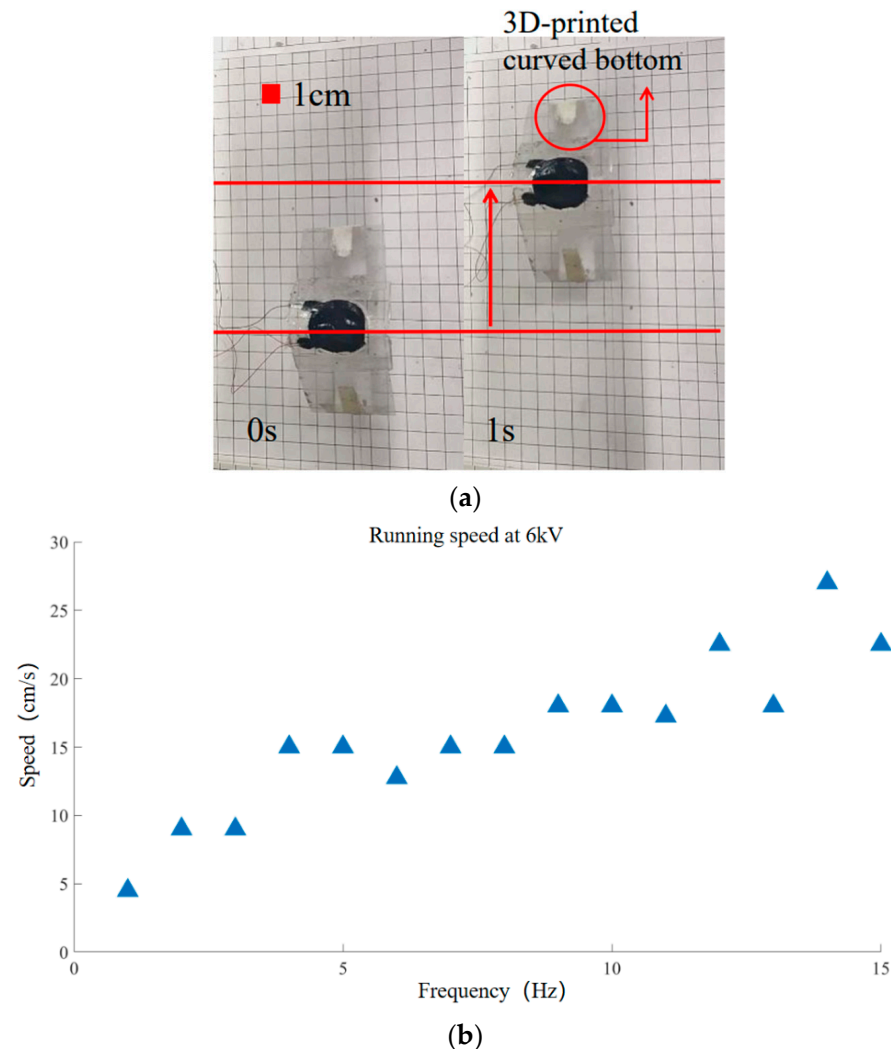 3D-printed
curved bottom
1cm
0s
1s
(a)
Running speed at 6kV
30
25
20
15
10
5
0
Speed (cm/s)
0
5
10
15
Frequency (Hz)
(b)